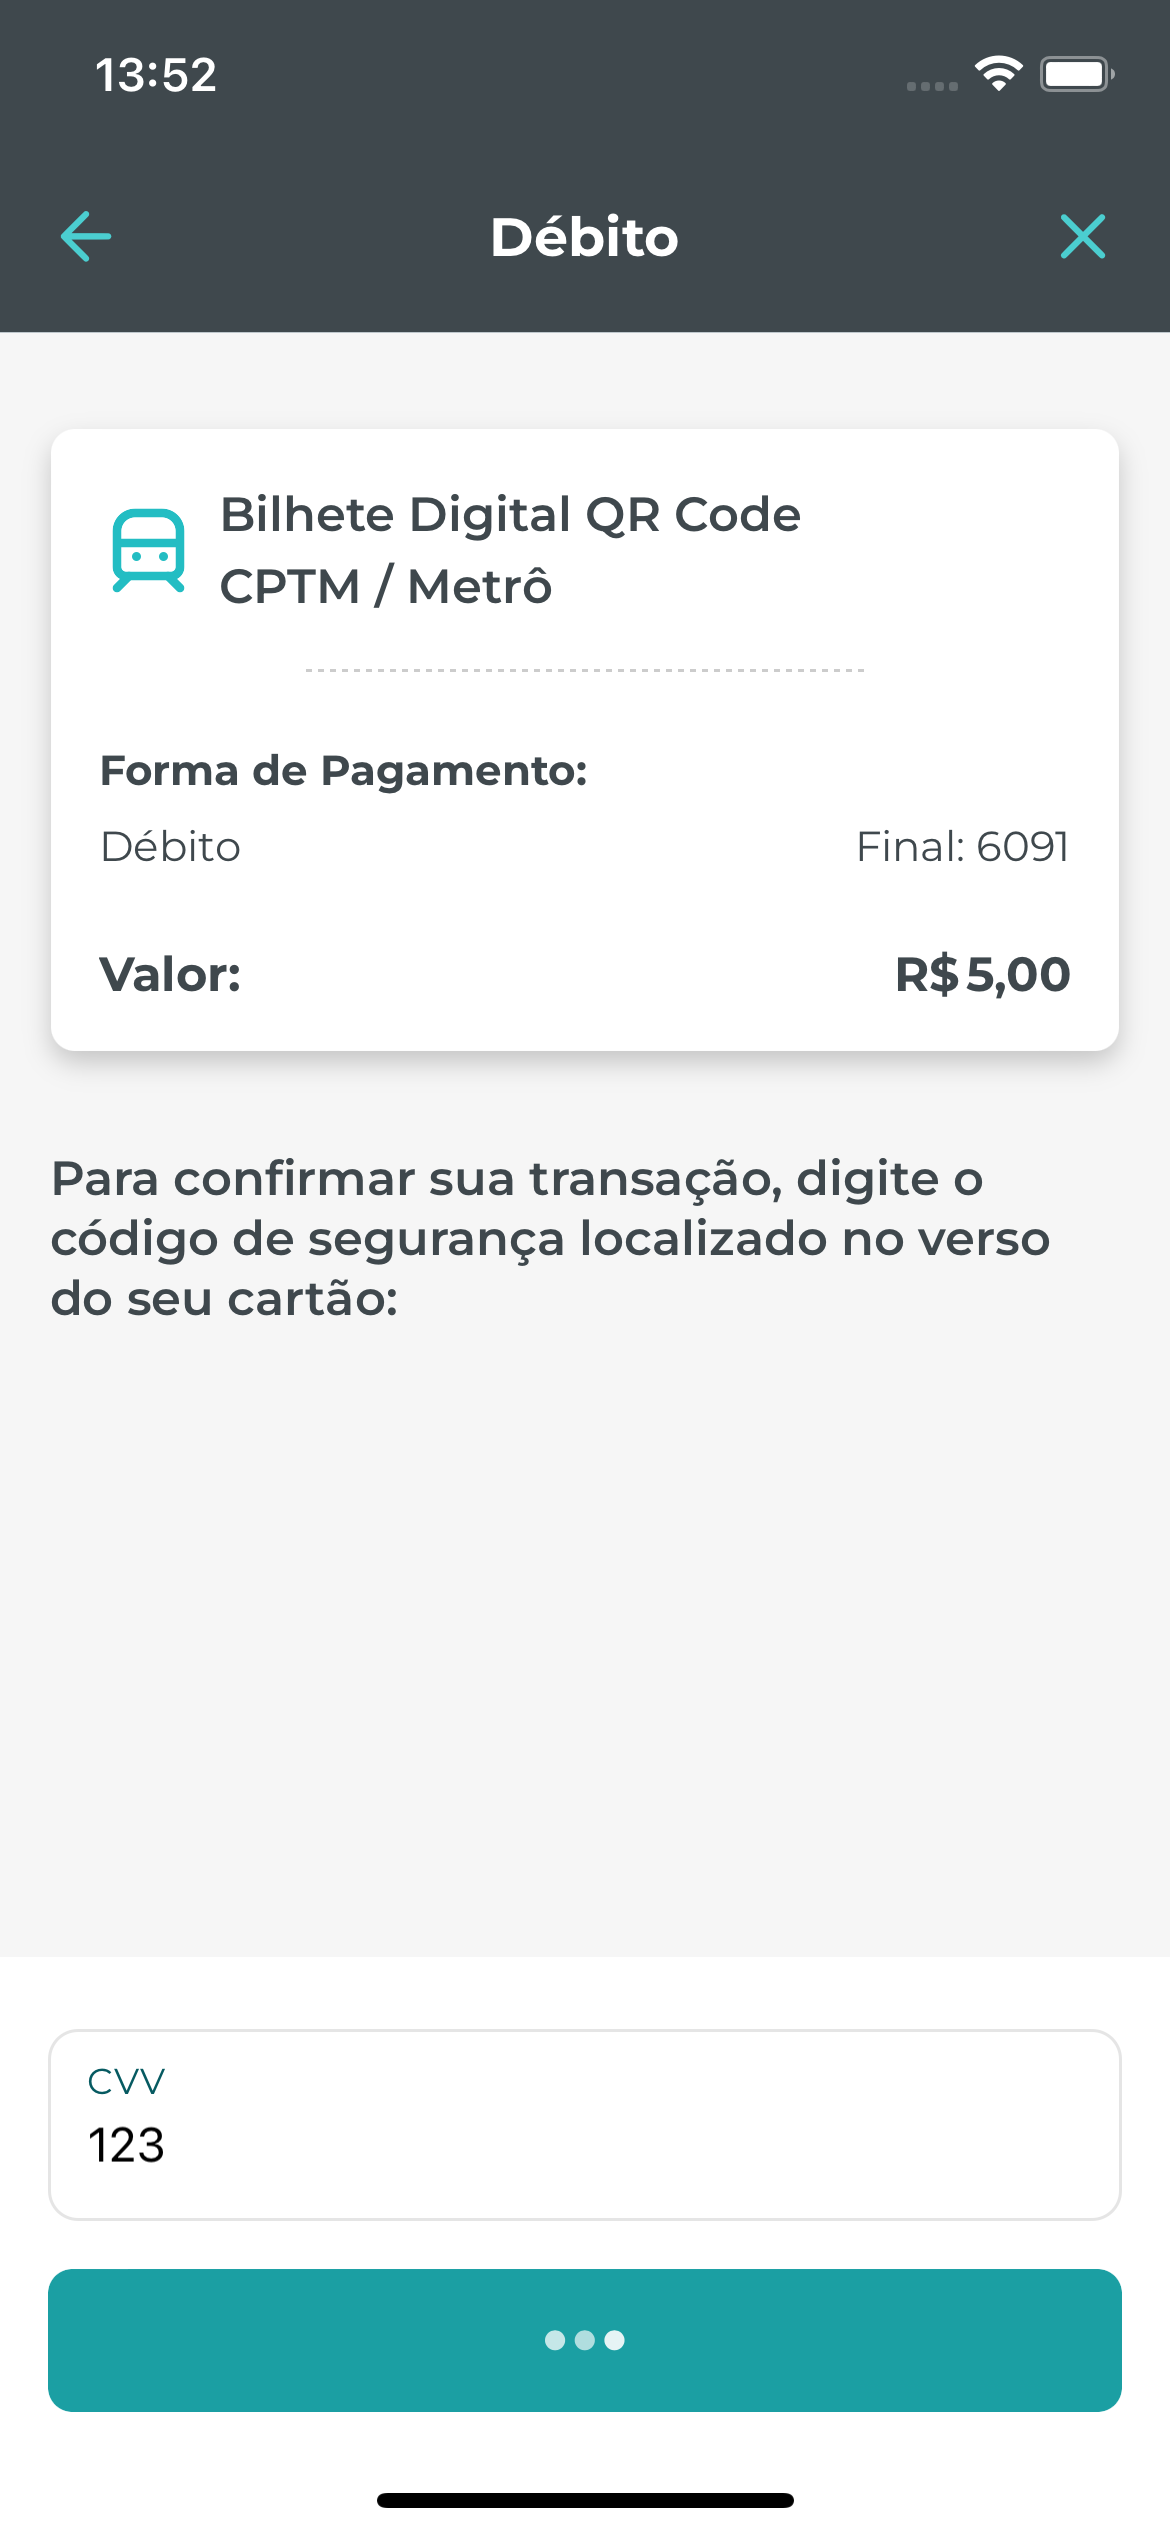 13:52
Débito
Bilhete Digital QR Code
CPTM / Metrô
Forma de Pagamento:
Débito Final: 6091
Valor: R$ 5,00
Para confirmar sua transação, digite o
código de segurança localizado no verso
do seu cartão:
CVV
123